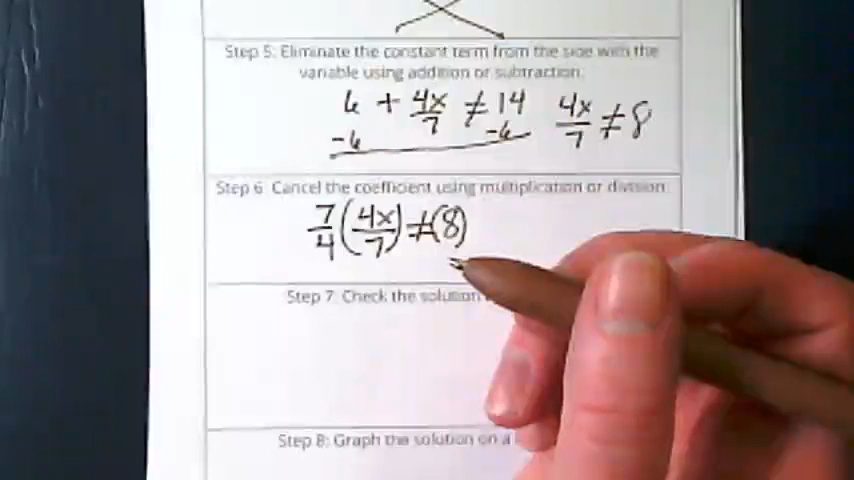 Step 5: Eliminate the constant term from the side with the
variable using addition or subtraction.
6 + 4x/7 ≠ 14 4x/7 ≠ 8
-6 -6
Step 6: Cancel the coefficient using multiplication or division.
7/4 (4x/7) ≠ (8)
Step 7: Check the solution
Step 8: Graph the solution on a